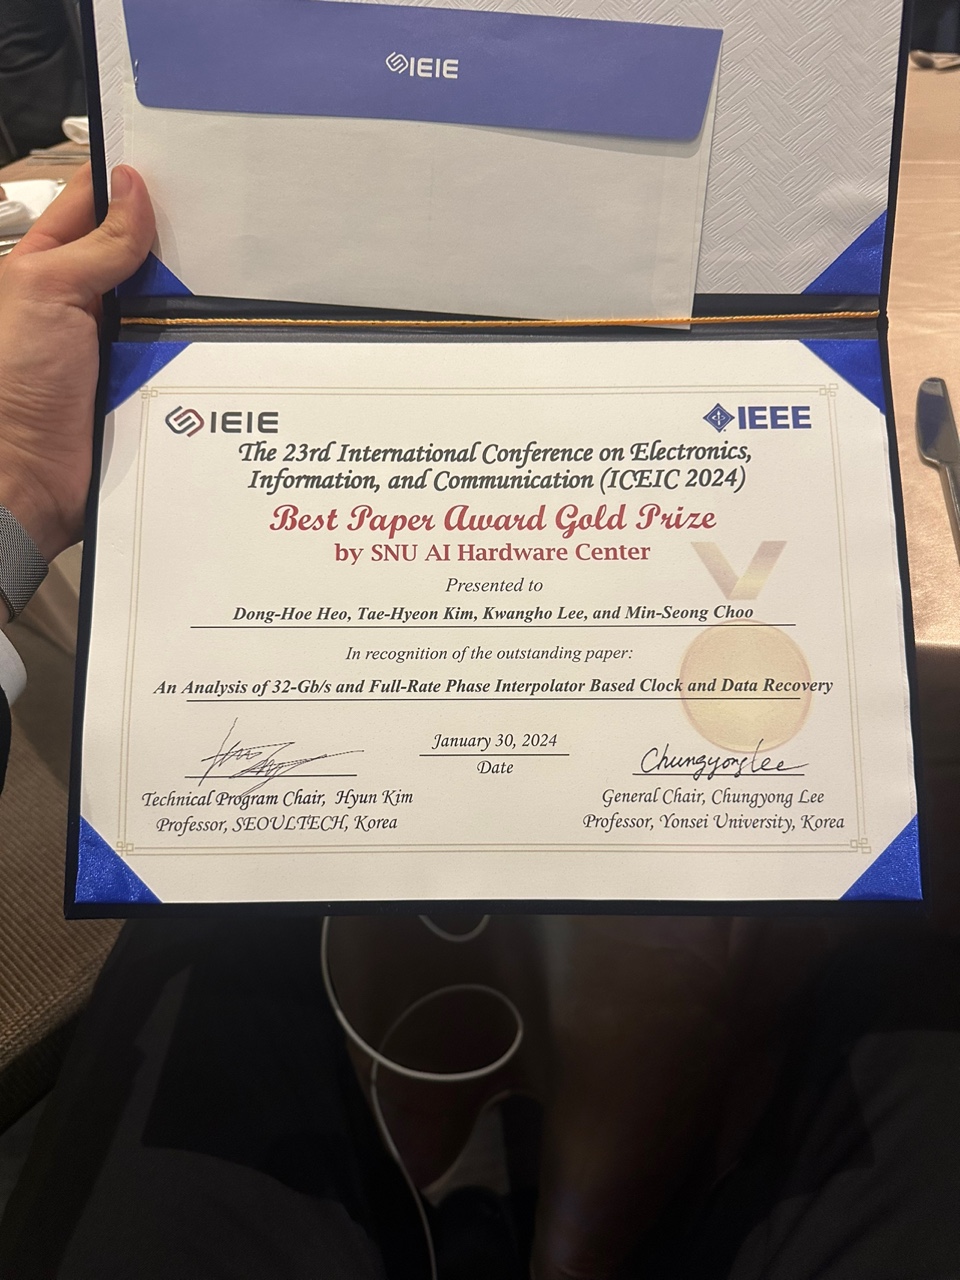 IEIE
IEIE
IEEE
The 23rd International Conference on Electronics,
Information, and Communication (ICEIC 2024)
Best Paper Award Gold Prize
by SNU AI Hardware Center
Presented to
Dong-Hoe Heo, Tae-Hyeon Kim, Kwangho Lee, and Min-Seong Choo
In recognition of the outstanding paper:
An Analysis of 32-Gb/s and Full-Rate Phase Interpolator Based Clock and Data Recovery
January 30, 2024
Date
Chungyong Lee
Technical Program Chair, Hyun Kim
Professor, SEOULTECH, Korea
General Chair, Chungyong Lee
Professor, Yonsei University, Korea